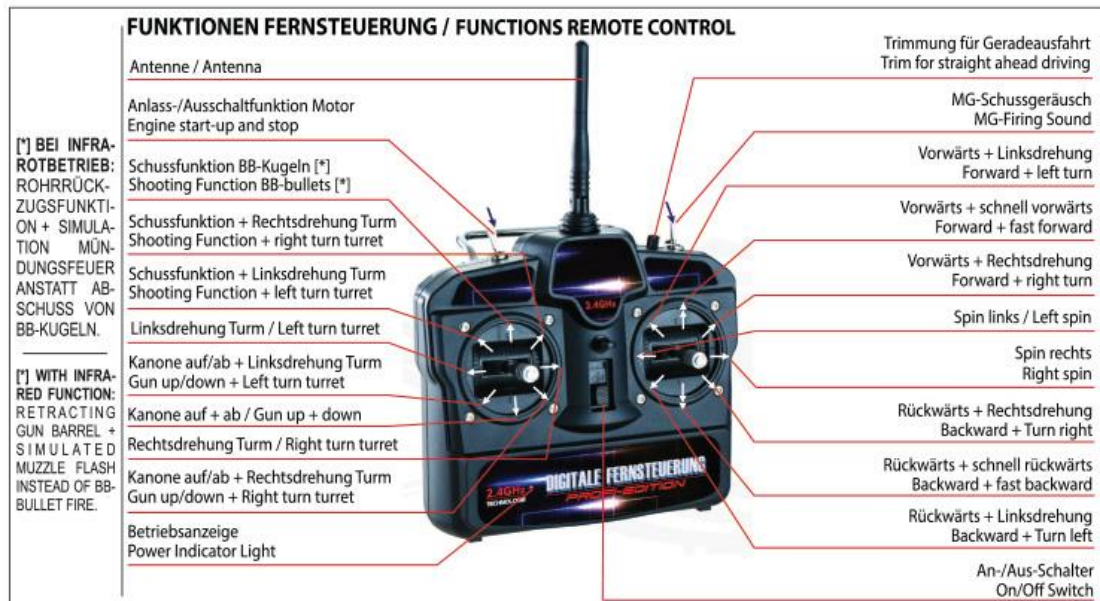 FUNKTIONEN FERNSTEUERUNG / FUNCTIONS REMOTE CONTROL
[*] BEI INFRA-
ROTBETRIEB:
ROHRRÜCK-
ZUGSFUNKTI-
ON + SIMULA-
TION MÜN-
DUNGSFEUER
ANSTATT AB-
SCHUSS VON
BB-KUGELN.
[*] WITH INFRA-
RED FUNCTION:
RETRACTING
GUN BARREL +
SIMULATED
MUZZLE FLASH
INSTEAD OF BB-
BULLET FIRE.
Antenne / Antenna
Anlass-/Ausschaltfunktion Motor
Engine start-up and stop
Schussfunktion BB-Kugeln [*]
Shooting Function BB-bullets [*]
Schussfunktion + Rechtsdrehung Turm
Shooting Function + right turn turret
Schussfunktion + Linksdrehung Turm
Shooting Function + left turn turret
Linksdrehung Turm / Left turn turret
Kanone auf/ab + Linksdrehung Turm
Gun up/down + Left turn turret
Kanone auf + ab / Gun up + down
Rechtsdrehung Turm / Right turn turret
Kanone auf/ab + Rechtsdrehung Turm
Gun up/down + Right turn turret
Betriebsanzeige
Power Indicator Light
2.4GHz
2.4GHz
TECHNOLOGIE
DIGITALE FERNSTEUERUNG
PROFI-EDITION
Trimmung für Geradeausfahrt
Trim for straight ahead driving
MG-Schussgeräusch
MG-Firing Sound
Vorwärts + Linksdrehung
Forward + left turn
Vorwärts + schnell vorwärts
Forward + fast forward
Vorwärts + Rechtsdrehung
Forward + right turn
Spin links / Left spin
Spin rechts
Right spin
Rückwärts + Rechtsdrehung
Backward + Turn right
Rückwärts + schnell rückwärts
Backward + fast backward
Rückwärts + Linksdrehung
Backward + Turn left
An-/Aus-Schalter
On/Off Switch